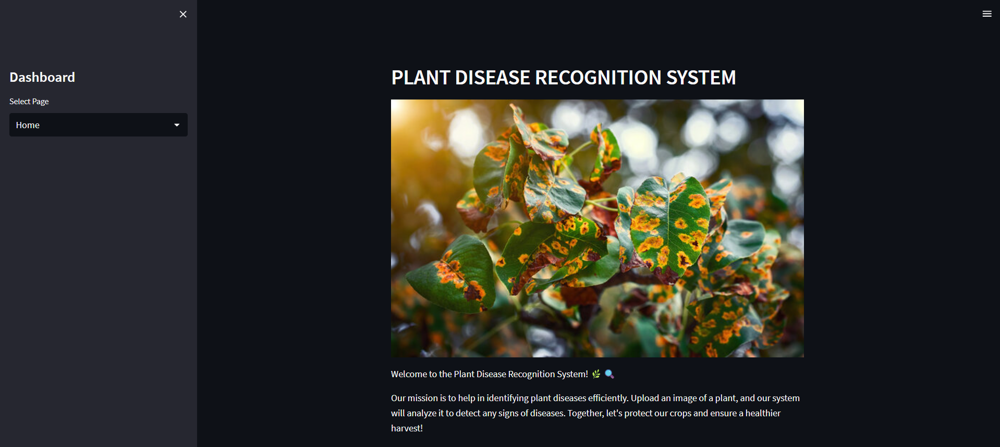 Dashboard
Select Page
Home
PLANT DISEASE RECOGNITION SYSTEM
Welcome to the Plant Disease Recognition System! 🌿 🔍
Our mission is to help in identifying plant diseases efficiently. Upload an image of a plant, and our system
will analyze it to detect any signs of diseases. Together, let's protect our crops and ensure a healthier
harvest!